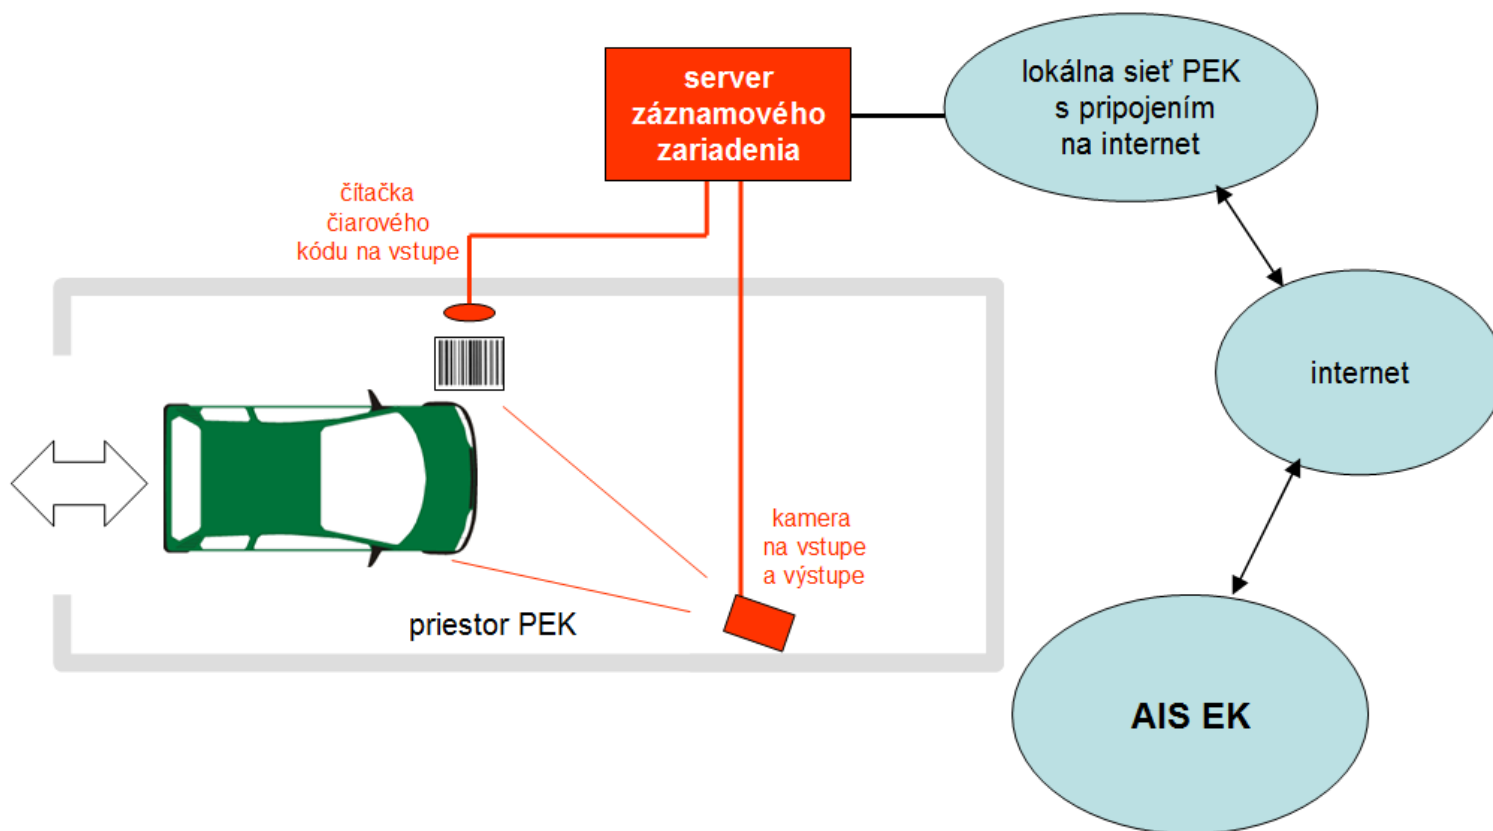 server
záznamového
zariadenia
lokálna sieť PEK
s pripojením
na internet
čítačka
čiarového
kódu na vstupe
internet
kamera
na vstupe
a výstupe
priestor PEK
AIS EK